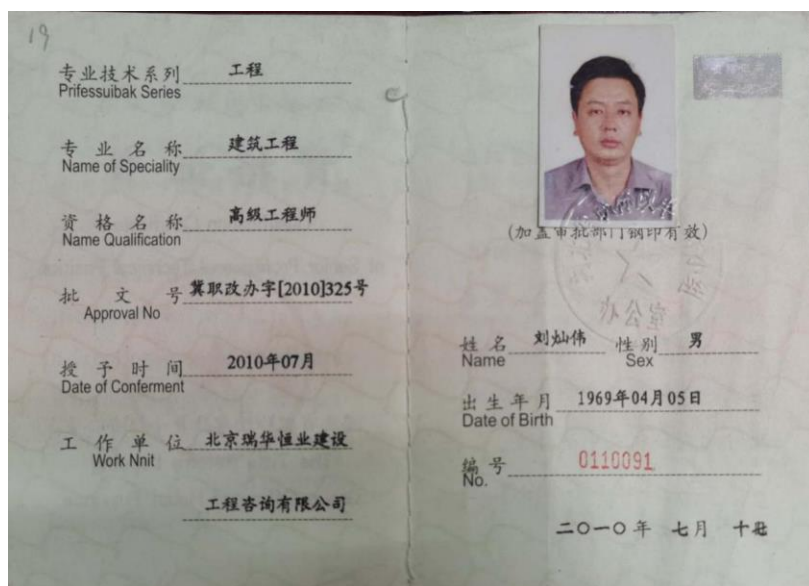 19
专业技术系列 工程
Prifessuibak Series
专业名称 建筑工程
Name of Speciality
资格名称 高级工程师
Name Qualification
批文号 冀职改办字[2010]325号
Approval No
授予时间 2010年07月
Date of Conferment
工作单位 北京瑞华恒业建设
Work Nnit
工程咨询有限公司
(加盖审批部门钢印有效)
姓名 刘灿伟 性别 男
Name Sex
出生年月 1969年04月05日
Date of Birth
编号 0110091
No.
二〇一〇年 七月